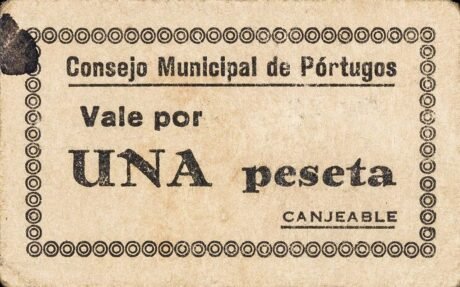 Consejo Municipal de Pórtugos
Vale por
UNA peseta
CANJEABLE